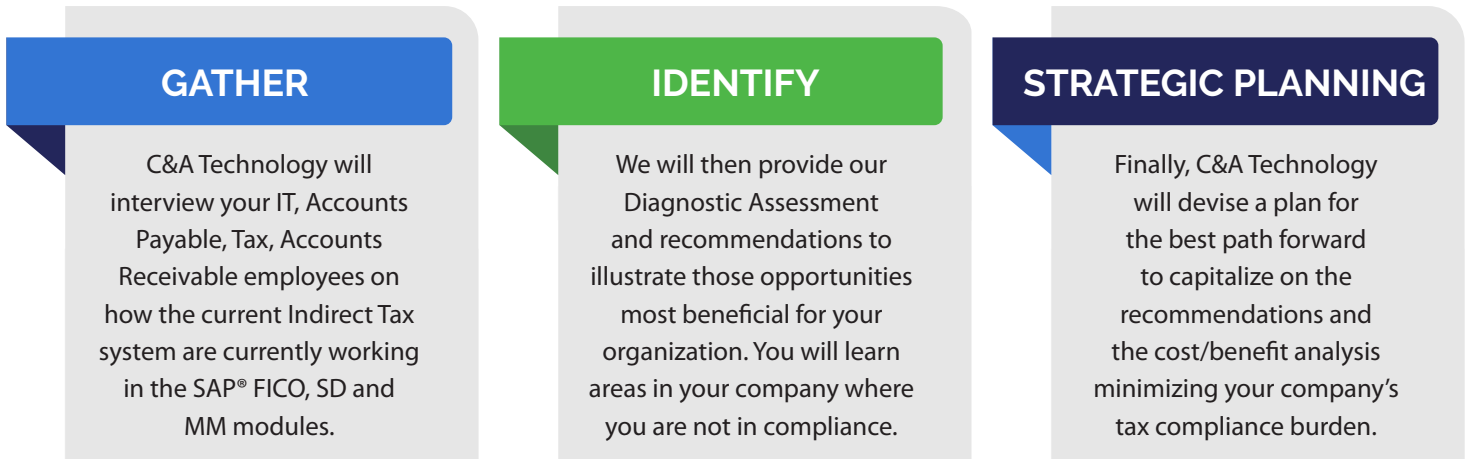 GATHER
C&A Technology will
interview your IT, Accounts
Payable, Tax, Accounts
Receivable employees on
how the current Indirect Tax
system are currently working
in the SAP® FICO, SD and
MM modules.
IDENTIFY
We will then provide our
Diagnostic Assessment
and recommendations to
illustrate those opportunities
most beneficial for your
organization. You will learn
areas in your company where
you are not in compliance.
STRATEGIC PLANNING
Finally, C&A Technology
will devise a plan for
the best path forward
to capitalize on the
recommendations and
the cost/benefit analysis
minimizing your company’s
tax compliance burden.